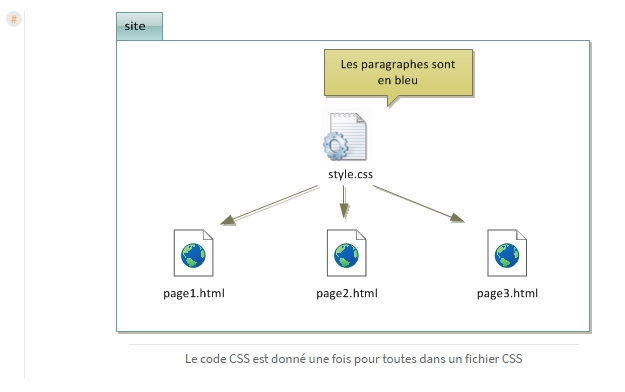 #
site
Les paragraphes sont
en bleu
style.css
page1.html
page2.html
page3.html
Le code CSS est donné une fois pour toutes dans un fichier CSS